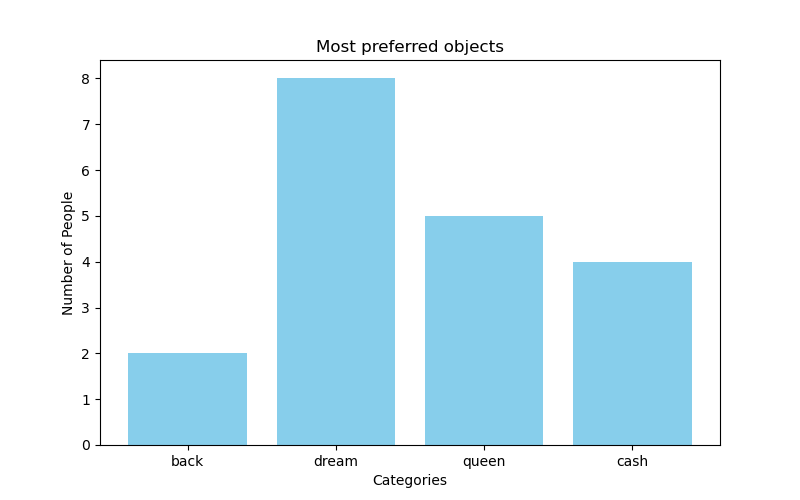 Most preferred objects
Number of People
8
7
6
5
4
3
2
1
0
back dream queen cash
Categories